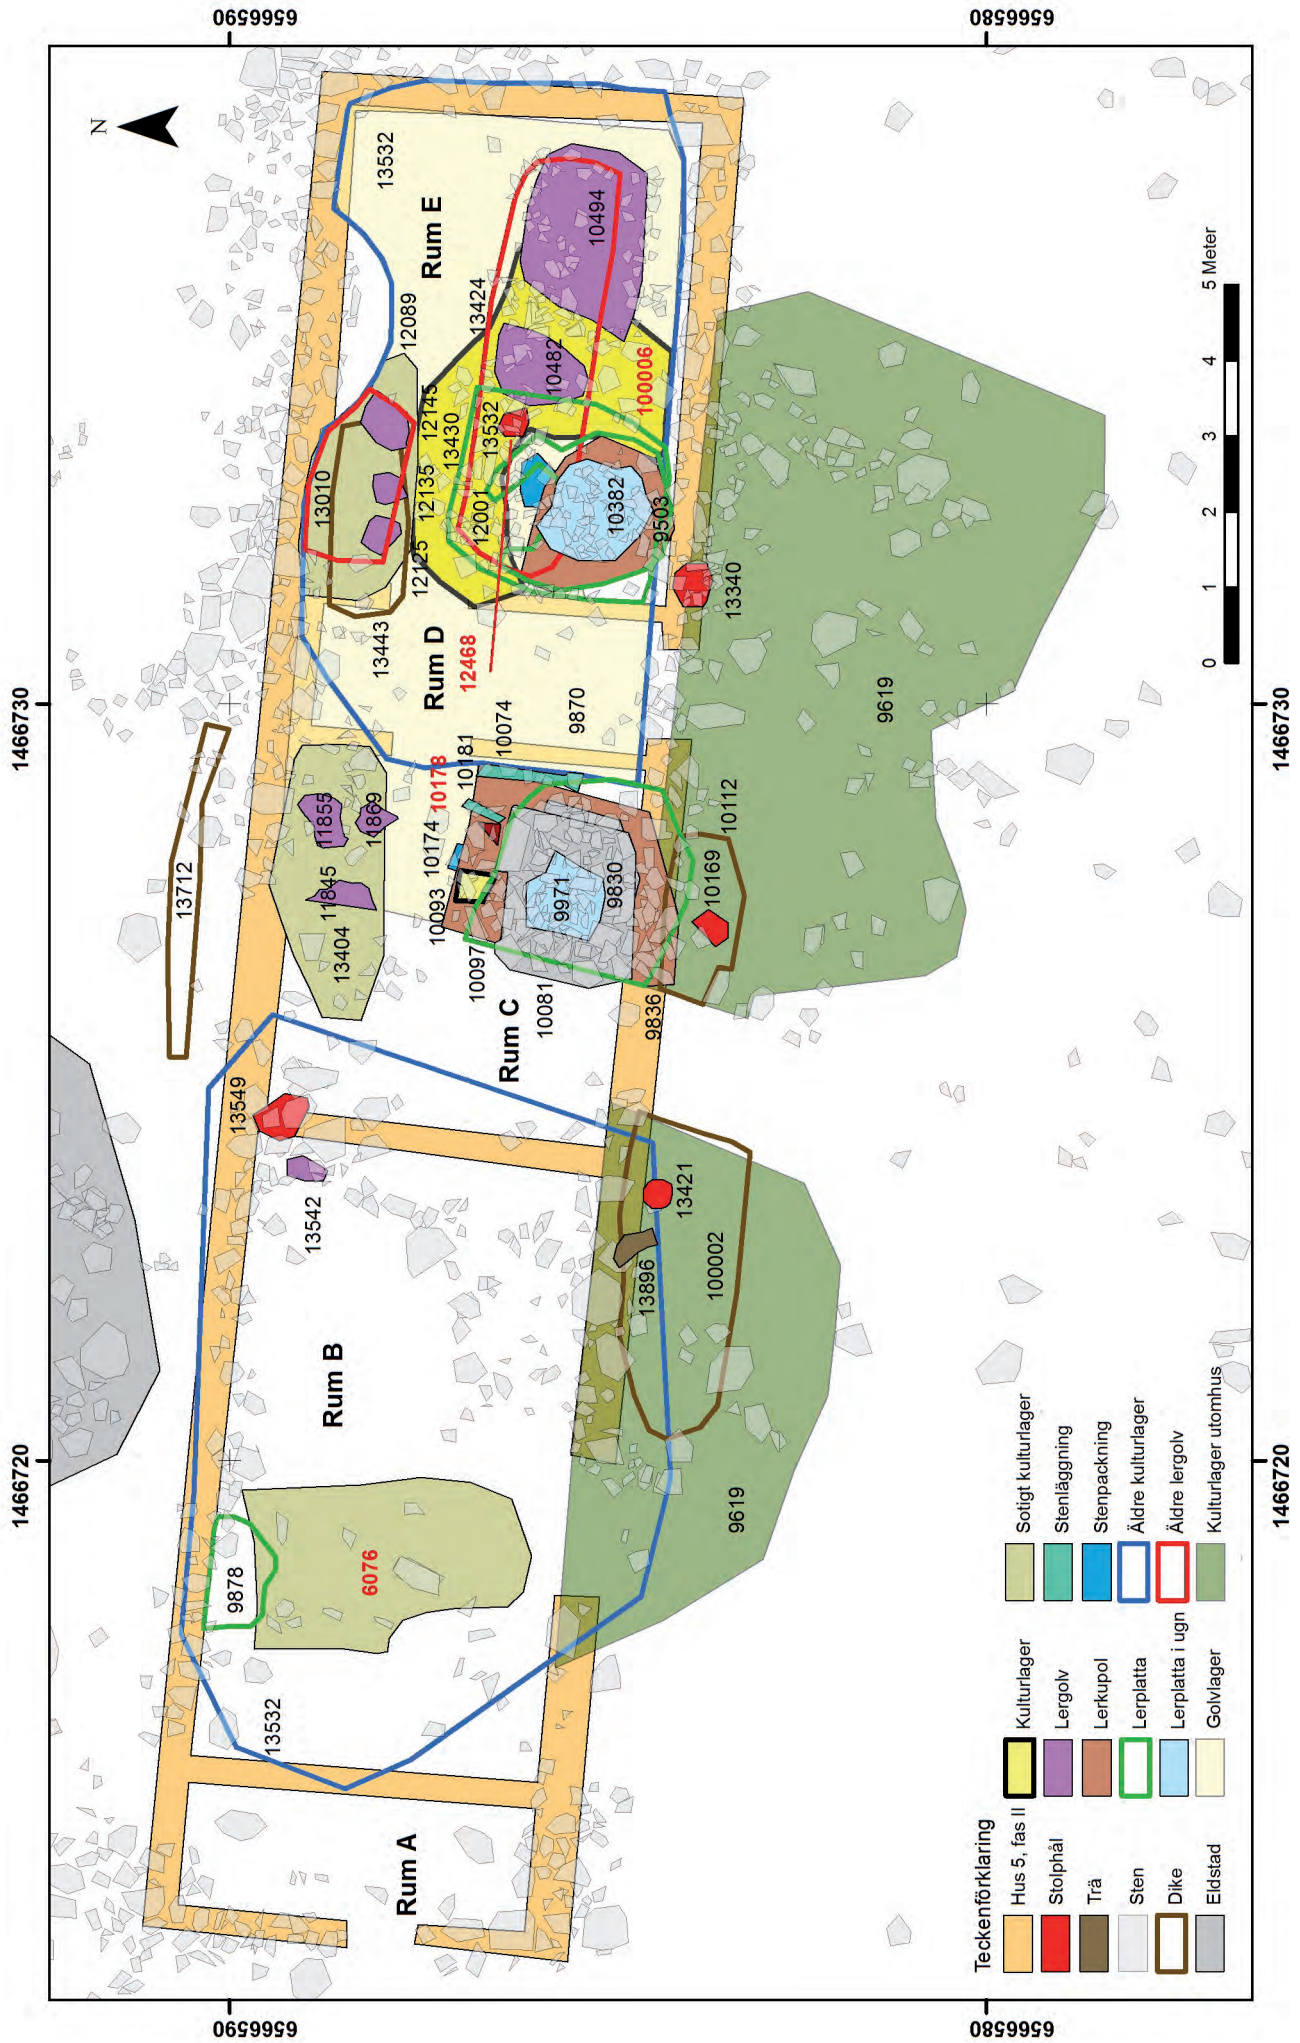 6566590
6566580
1466730
1466720
1466730
1466720
6566590
6566580
N
13532
Rum E
10494
12089
13424
10482
100006
12145
13430
13532
13010
12135
12001
10382
9503
12125
13340
13443
Rum D
12468
10074
9870
9619
10181
10178
10174
10112
11855
11869
13712
11845
10093
9971
9830
10169
13404
10097
10081
9836
Rum C
13549
13542
13421
13896
100002
Rum B
9619
9878
6076
13532
Rum A
0 1 2 3 4 5 Meter
Teckenförklaring
Hus 5, fas II
Stolphål
Trä
Sten
Dike
Eldstad
Kulturlager
Lergolv
Lerkupol
Lerplatta
Lerplatta i ugn
Golvlager
Sotigt kulturlager
Stenläggning
Stenpackning
Äldre kulturlager
Äldre lergolv
Kulturlager utomhus